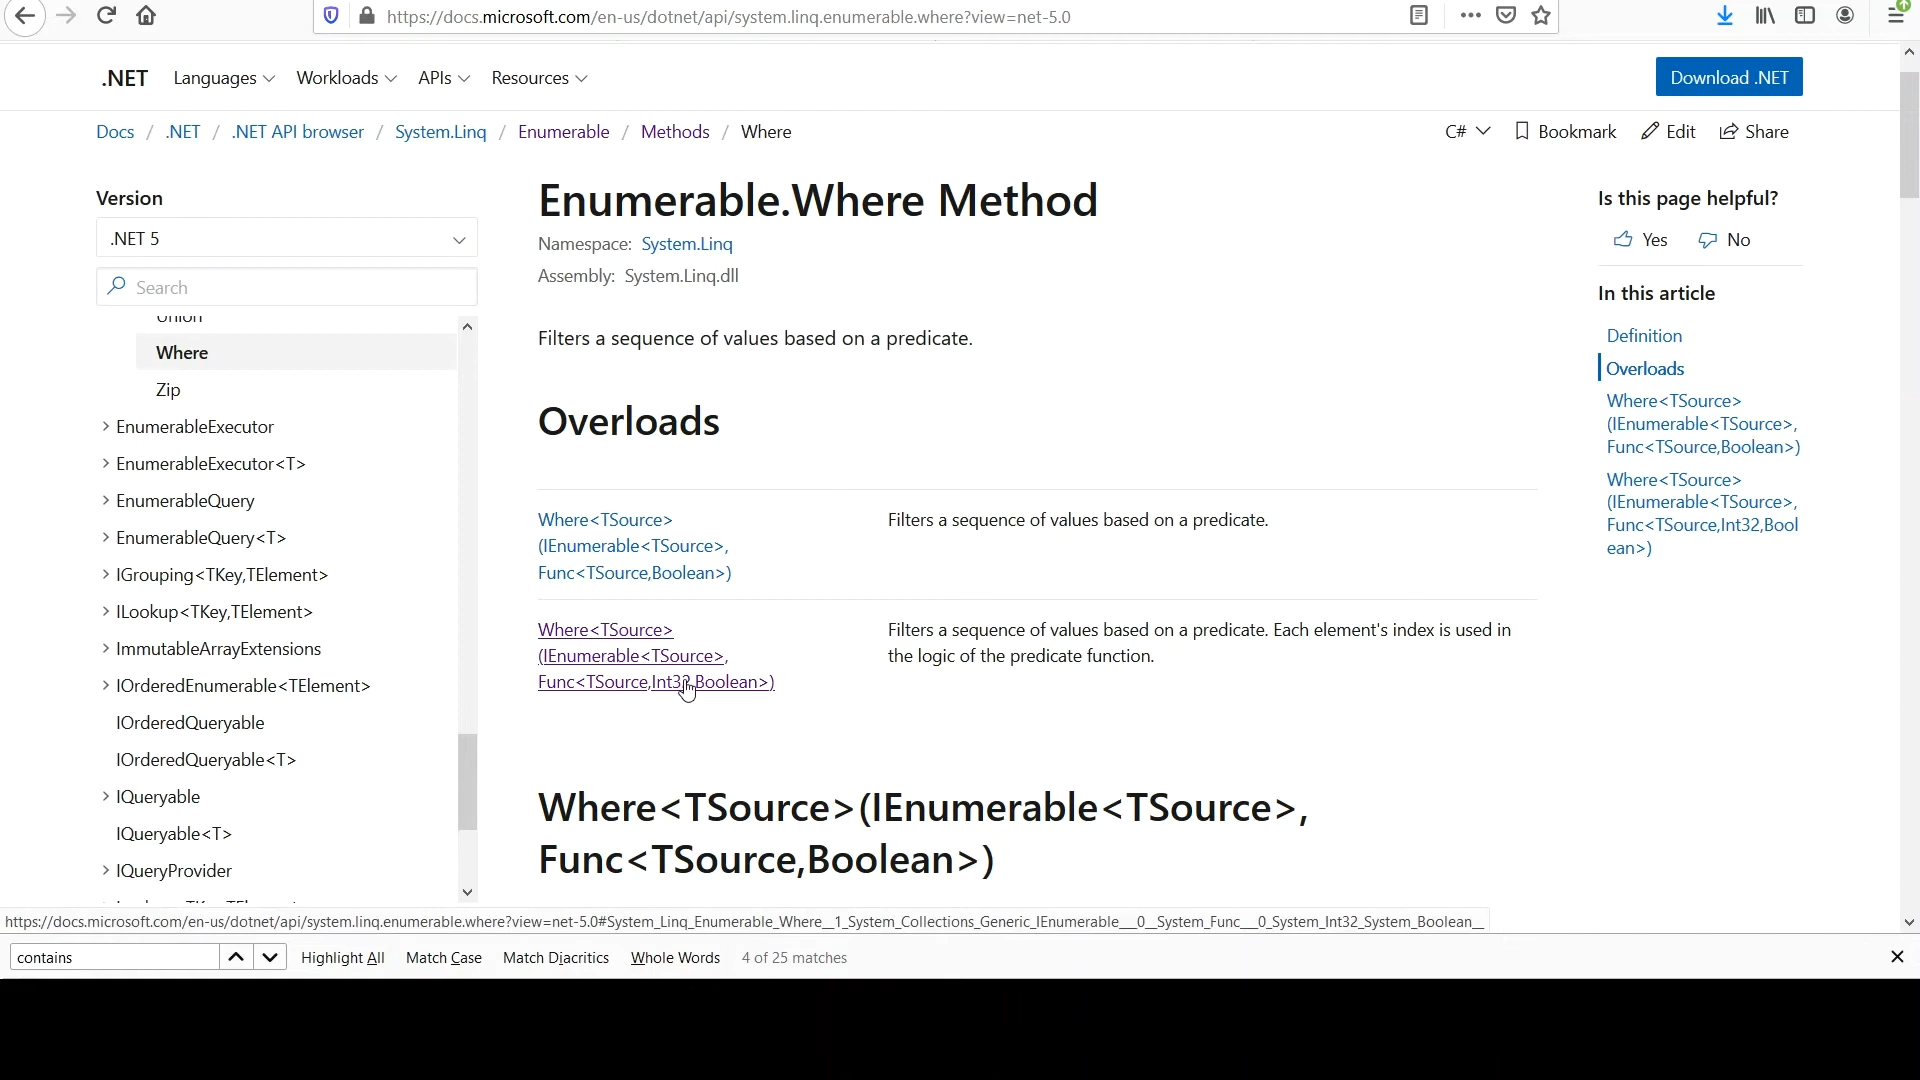 https://docs.microsoft.com/en-us/dotnet/api/system.linq.enumerable.where?view=net-5.0
.NET Languages Workloads APIs Resources Download .NET
Docs / .NET / .NET API browser / System.Linq / Enumerable / Methods / Where C# Bookmark Edit Share
Version
.NET 5
Search
Union
Where
Zip
EnumerableExecutor
EnumerableExecutor<T>
EnumerableQuery
EnumerableQuery<T>
IGrouping<TKey,TElement>
ILookup<TKey,TElement>
ImmutableArrayExtensions
IOrderedEnumerable<TElement>
IOrderedQueryable
IOrderedQueryable<T>
IQueryable
IQueryable<T>
IQueryProvider
Enumerable.Where Method
Namespace: System.Linq
Assembly: System.Linq.dll
Filters a sequence of values based on a predicate.
Overloads
Where<TSource>
(IEnumerable<TSource>,
Func<TSource,Boolean>)
Filters a sequence of values based on a predicate.
Where<TSource>
(IEnumerable<TSource>,
Func<TSource,Int32,Boolean>)
Filters a sequence of values based on a predicate. Each element's index is used in
the logic of the predicate function.
Where<TSource>(IEnumerable<TSource>,
Func<TSource,Boolean>)
Is this page helpful?
Yes No
In this article
Definition
Overloads
Where<TSource>
(IEnumerable<TSource>,
Func<TSource,Boolean>)
Where<TSource>
(IEnumerable<TSource>,
Func<TSource,Int32,Bool
ean>)
https://docs.microsoft.com/en-us/dotnet/api/system.linq.enumerable.where?view=net-5.0#System_Linq_Enumerable_Where__1_System_Collections_Generic_IEnumerable___0__System_Func___0_System_Int32_System_Boolean__
contains Highlight All Match Case Match Diacritics Whole Words 4 of 25 matches